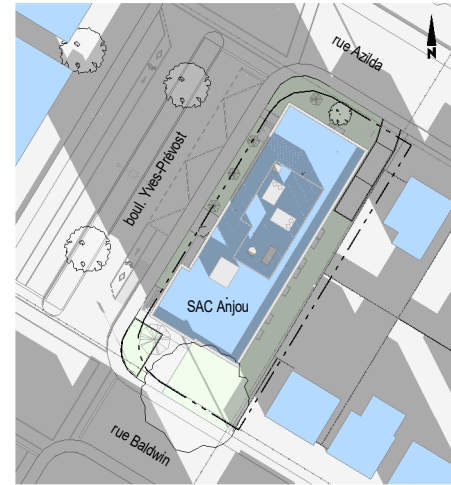 rue Azilda
N
boul. Yves-Prévost
SAC Anjou
rue Baldwin